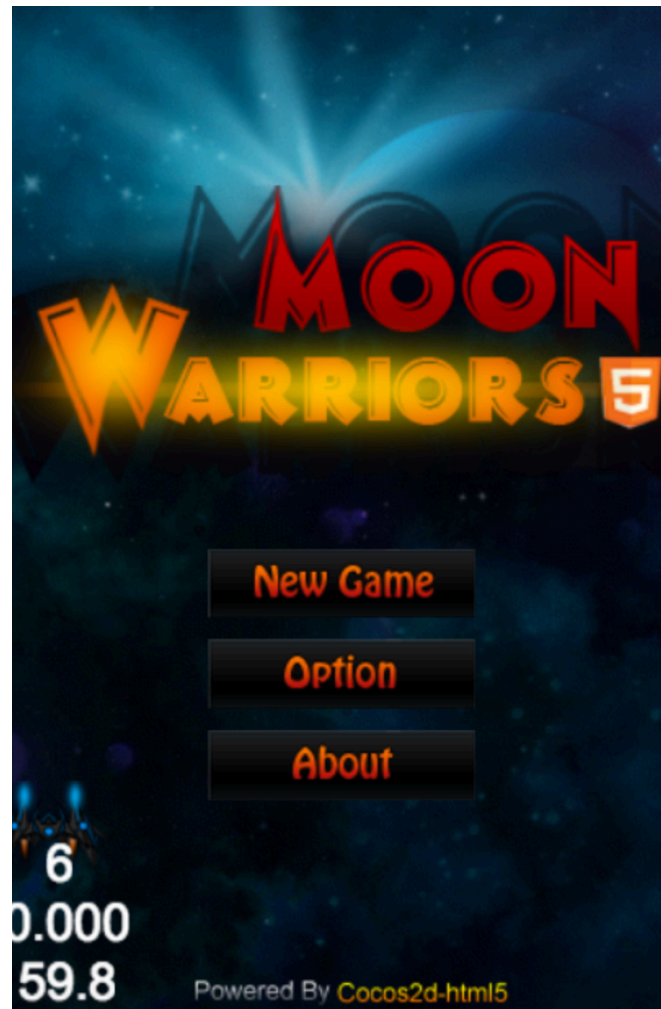 MOON
WARRIORS 5
New Game
Option
About
6
0.000
59.8
Powered By Cocos2d-html5